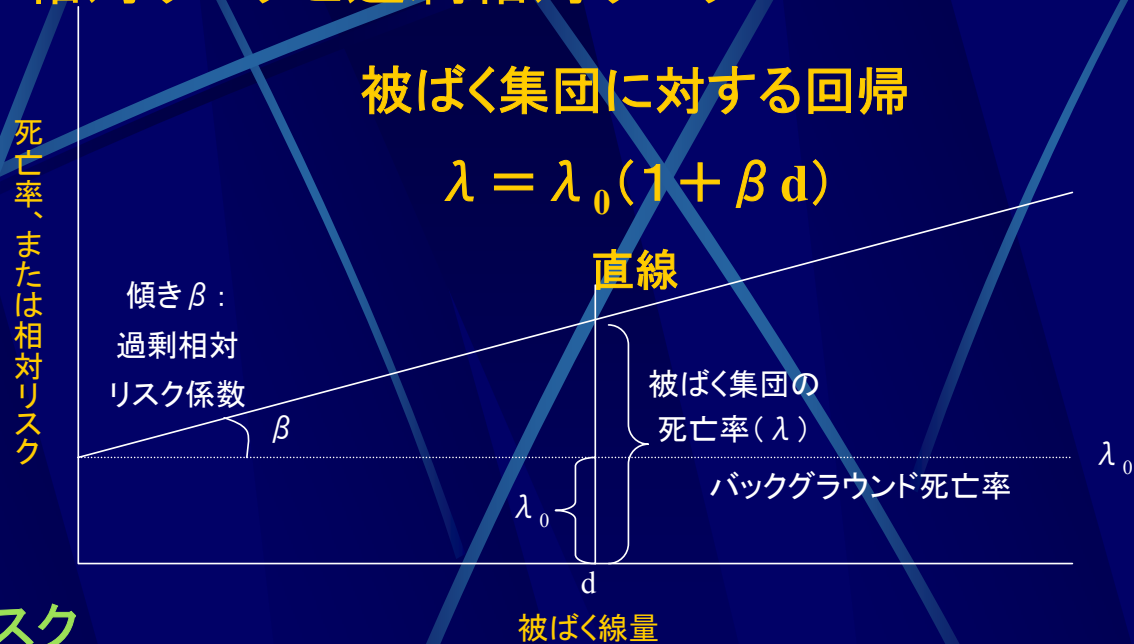 被ばく集団に対する回帰
λ=λ₀(1+βd)
直線
死亡率、または相対リスク
傾きβ:
過剰相対
リスク係数
β
被ばく集団の
死亡率(λ)
λ₀
バックグラウンド死亡率
λ₀
d
被ばく線量
スク